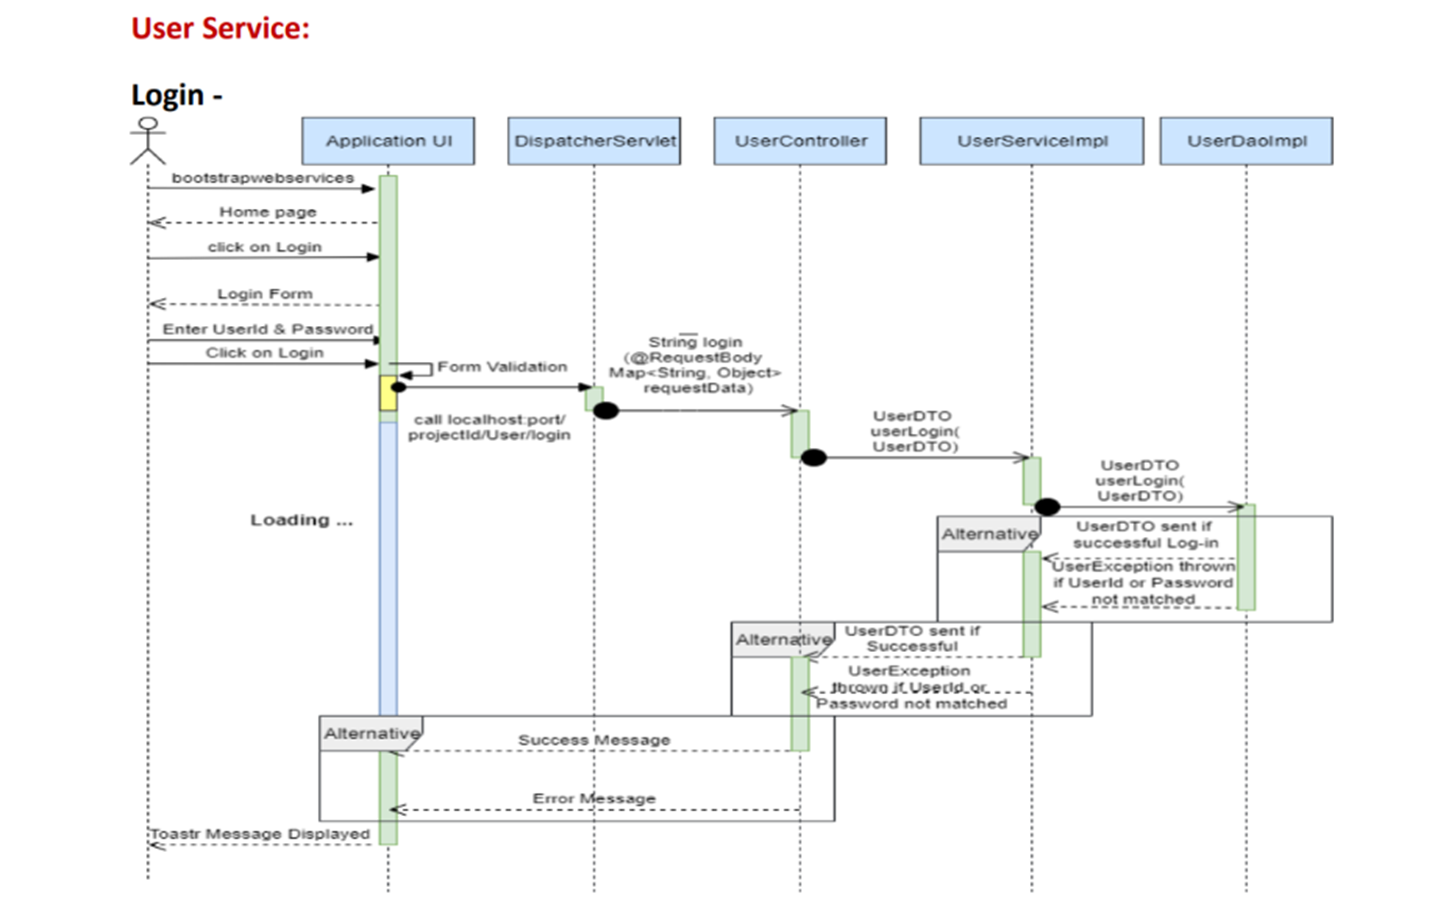 User Service:
Login -
Application UI
DispatcherServlet
UserController
UserServiceImpl
UserDaoImpl
bootstrapwebservices
Home page
click on Login
Login Form
Enter UserId & Password
Click on Login
Form Validation
call localhost:port/
projectId/User/login
String login
(@RequestBody
Map<String, Object>
requestData)
UserDTO
userLogin(
UserDTO)
UserDTO
userLogin(
UserDTO)
Loading ...
Alternative
UserDTO sent if
successful Log-in
UserException thrown
if UserId or Password
not matched
Alternative
UserDTO sent if
Successful
UserException
thrown if UserId or
Password not matched
Alternative
Success Message
Error Message
Toastr Message Displayed